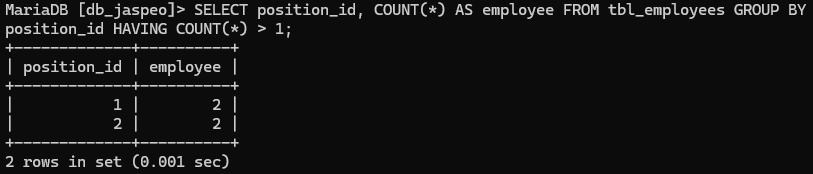 MariaDB [db_jaspeo]> SELECT position_id, COUNT(*) AS employee FROM tbl_employees GROUP BY
position_id HAVING COUNT(*) > 1;
+-------------+----------+
| position_id | employee |
+-------------+----------+
|           1 |        2 |
|           2 |        2 |
+-------------+----------+
2 rows in set (0.001 sec)